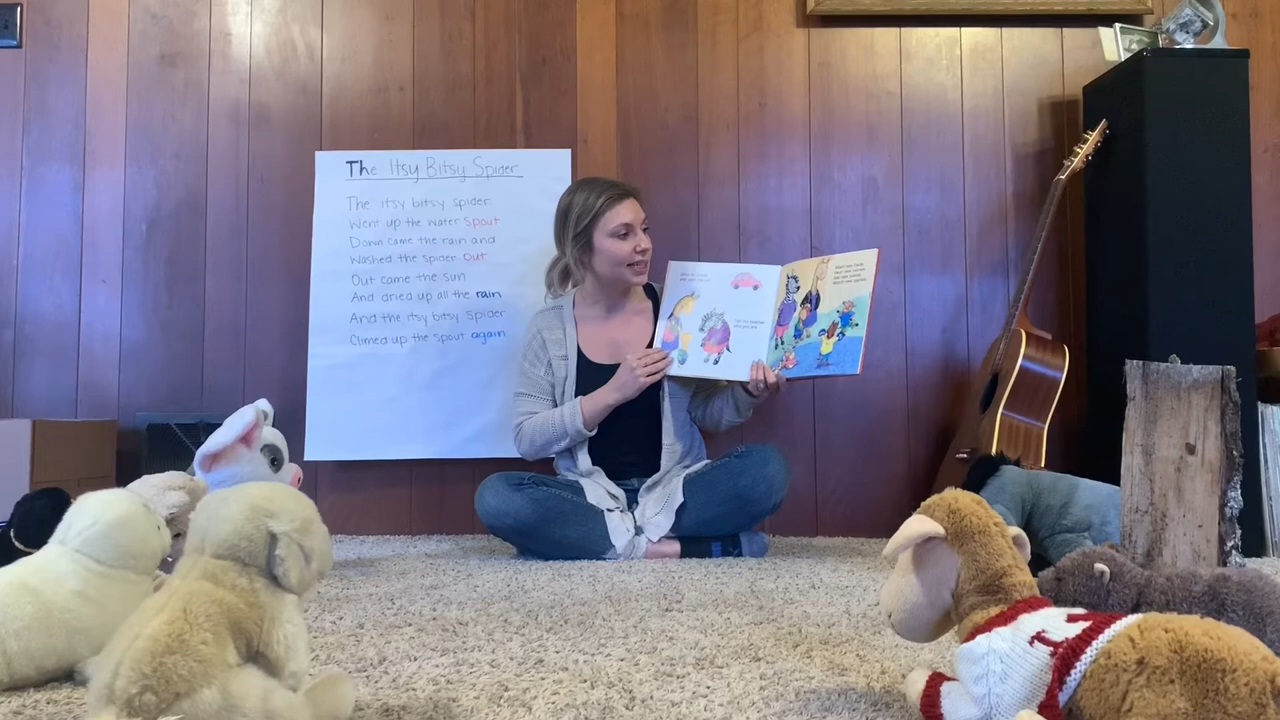 The Itsy Bitsy Spider
The itsy bitsy spider
Went up the water spout
Down came the rain and
Washed the spider out
Out came the sun
And dried up all the rain
And the itsy bitsy spider
Climed up the spout again